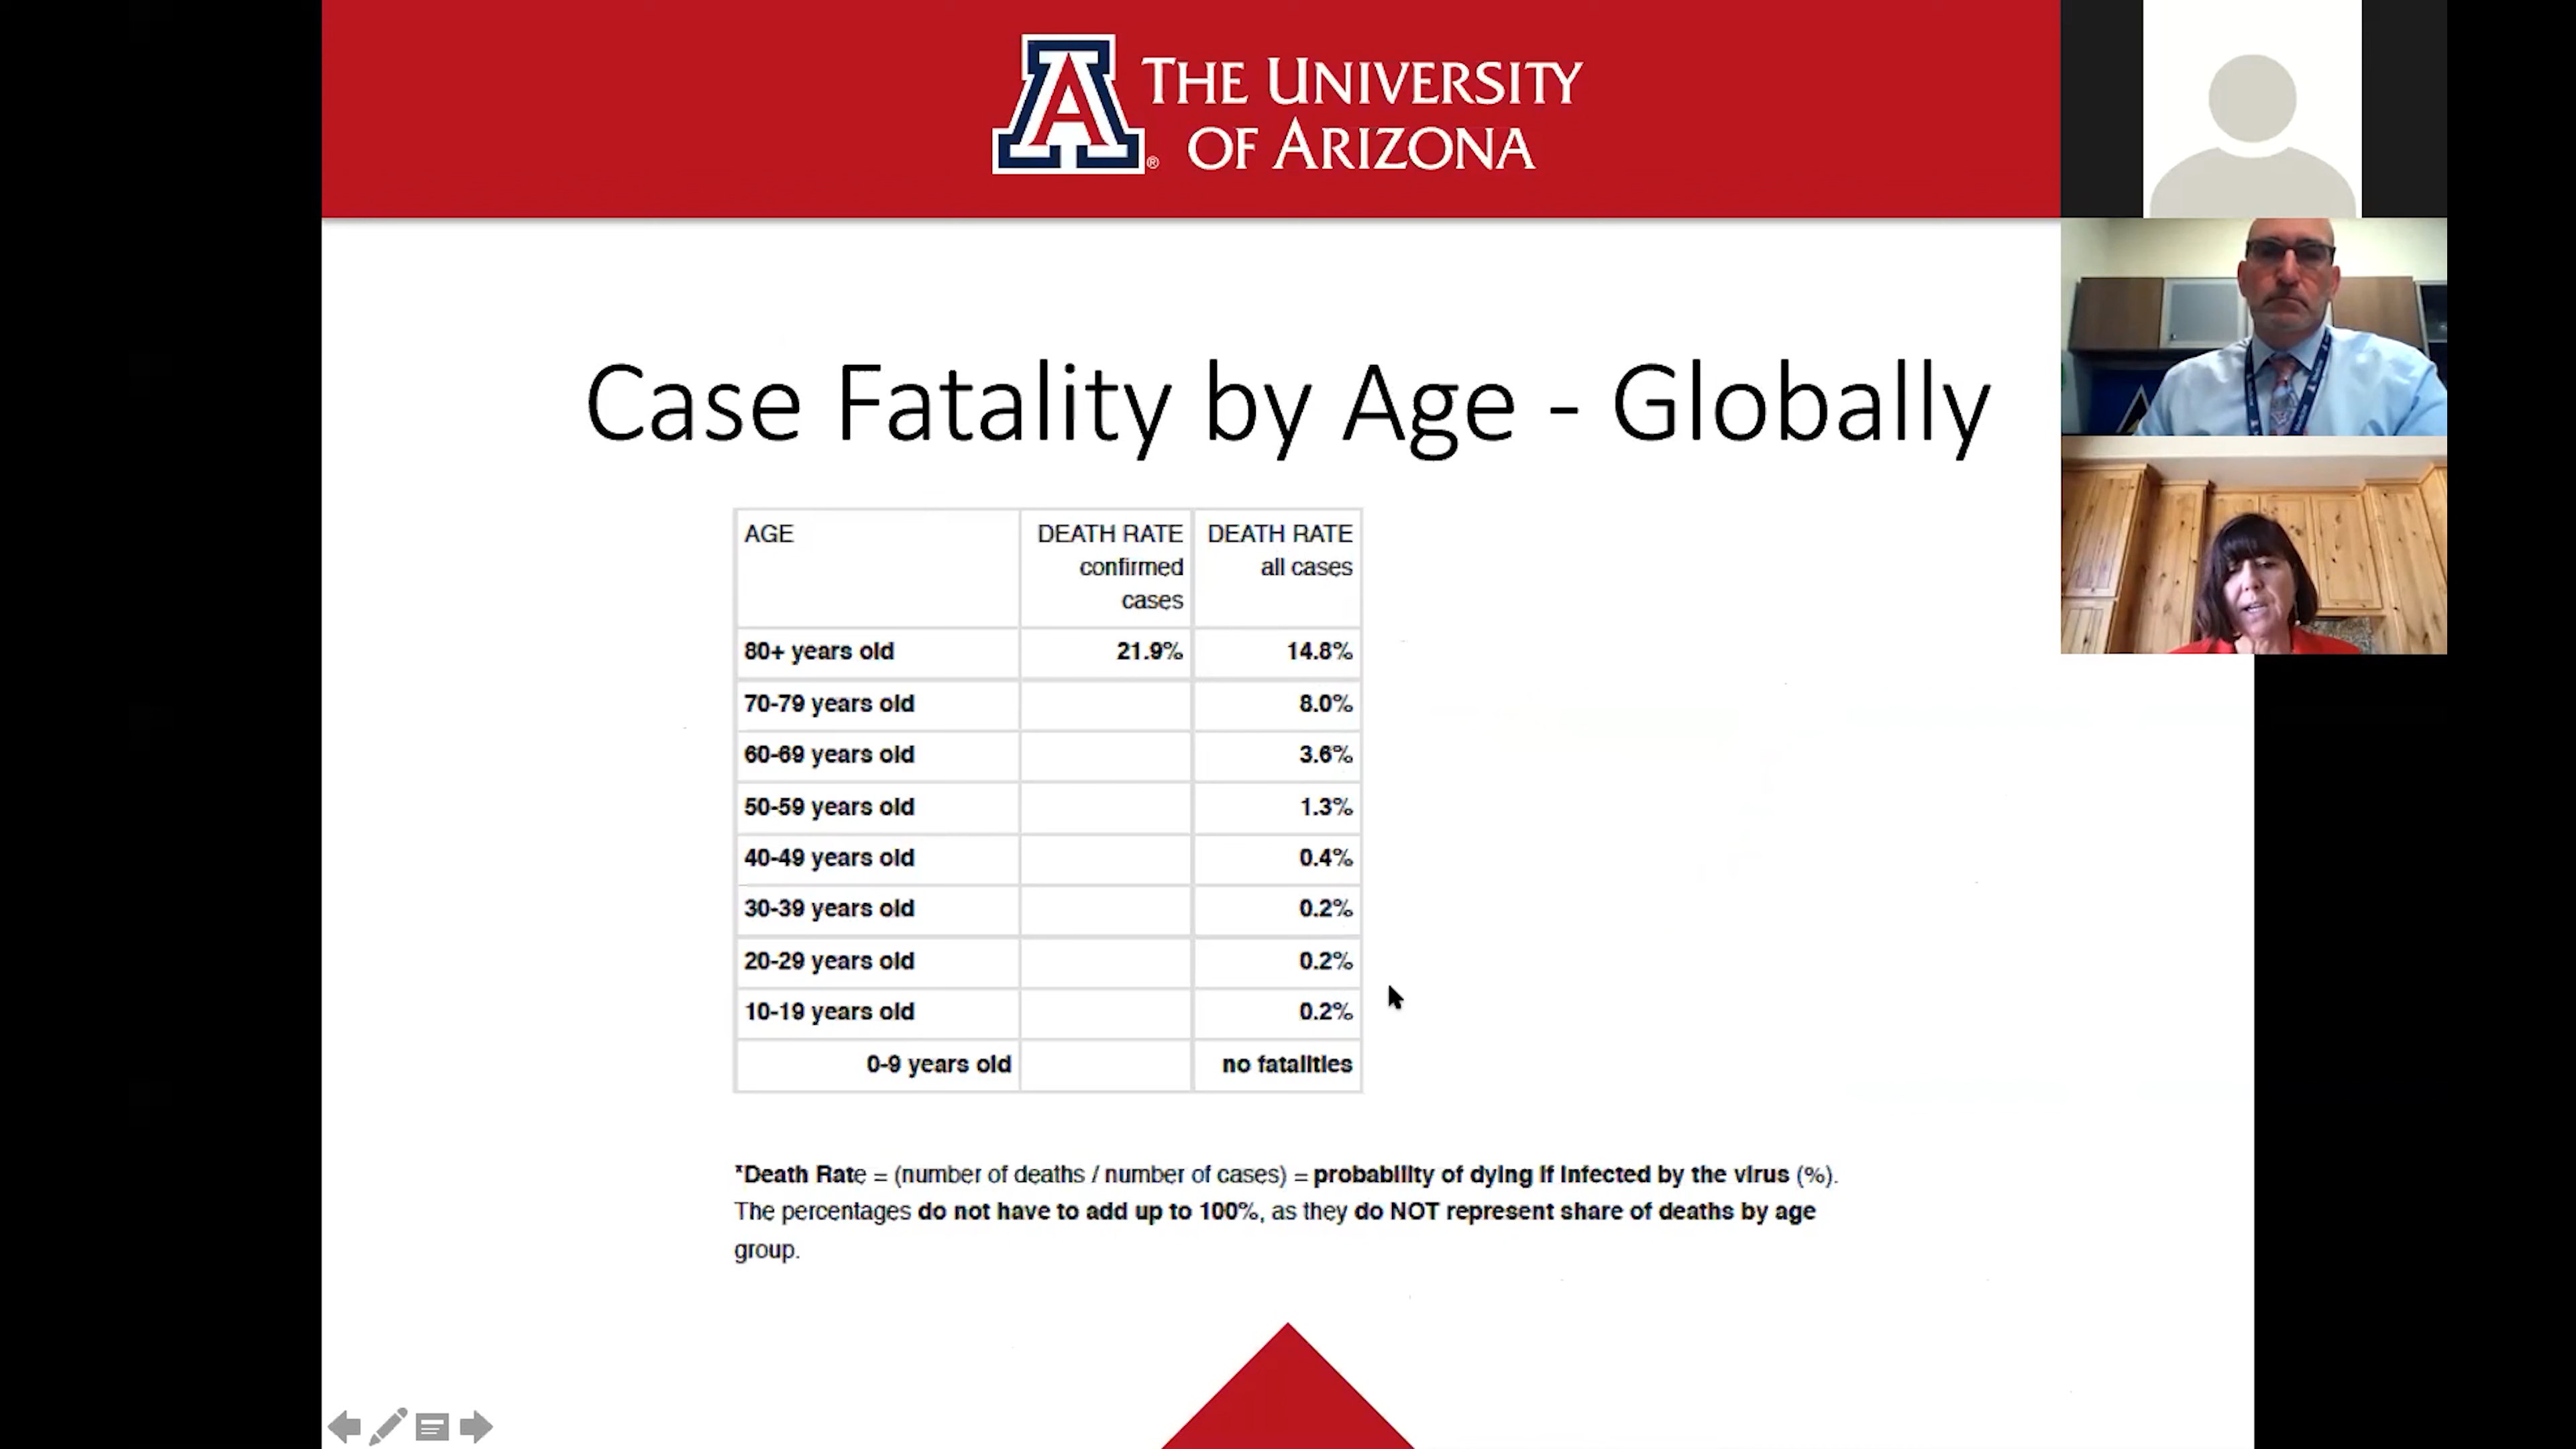 THE UNIVERSITY
OF ARIZONA
A
®
Case Fatality by Age - Globally
AGE DEATH RATE confirmed cases DEATH RATE all cases
80+ years old 21.9% 14.8%
70-79 years old 8.0%
60-69 years old 3.6%
50-59 years old 1.3%
40-49 years old 0.4%
30-39 years old 0.2%
20-29 years old 0.2%
10-19 years old 0.2%
0-9 years old no fatalities
*Death Rate = (number of deaths / number of cases) = probability of dying if infected by the virus (%).
The percentages do not have to add up to 100%, as they do NOT represent share of deaths by age
group.